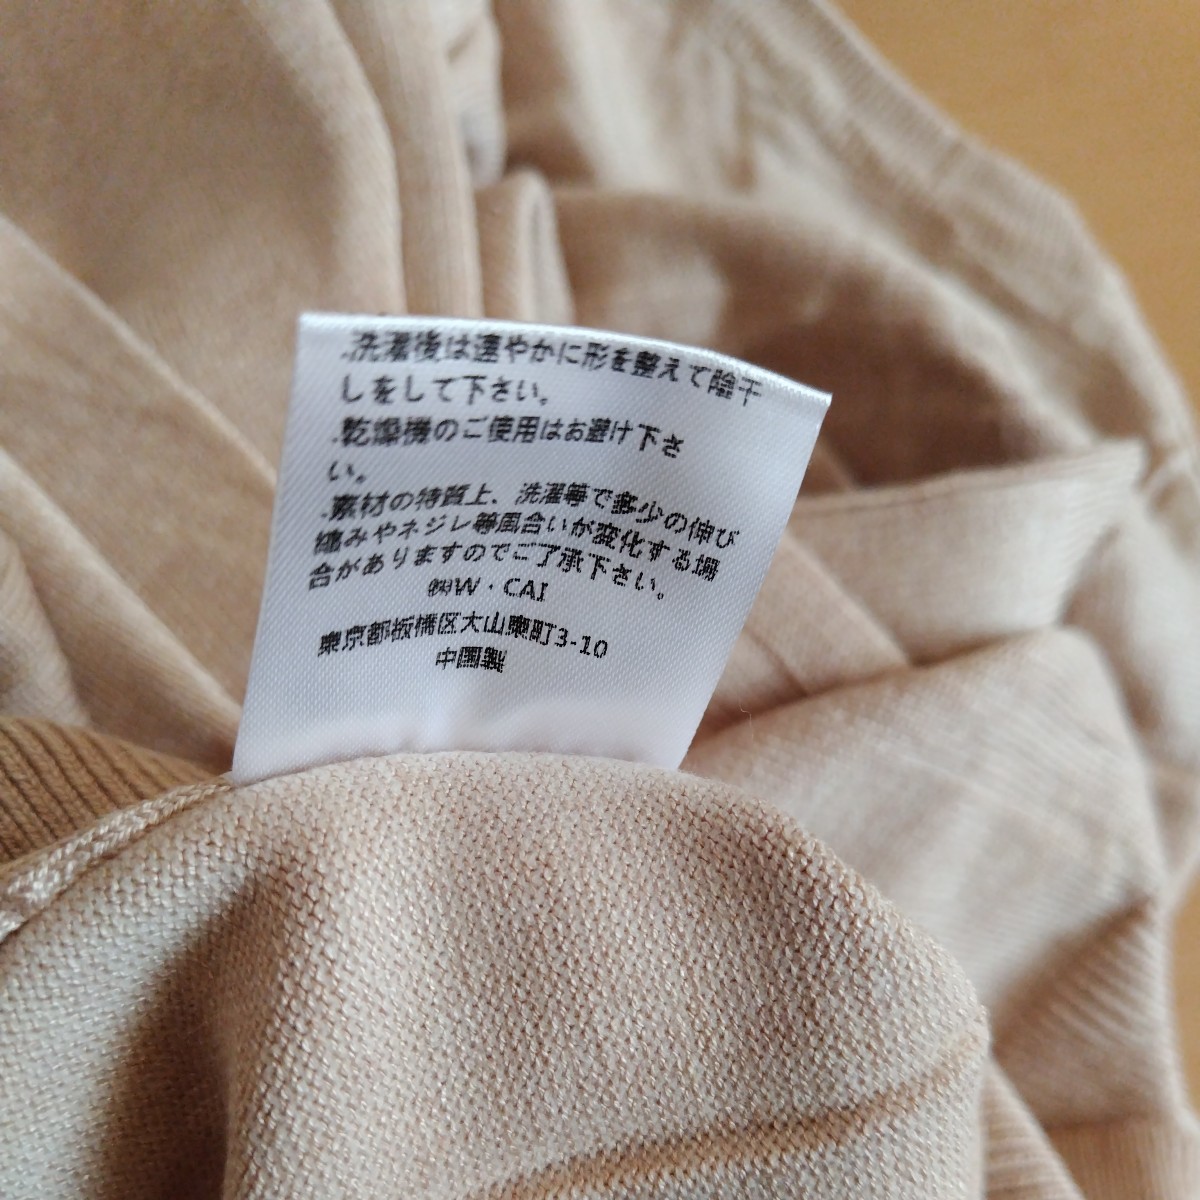 .洗濯後は速やかに形を整えて陰干
しをして下さい。
.乾燥機のご使用はお避け下さ
い。
.素材の特質上、洗濯等で多少の伸び
縮みやネジレ等風合いが変化する場
合がありますのでご了承下さい。
㈱W・CAI
東京都板橋区大山東町3-10
中国製